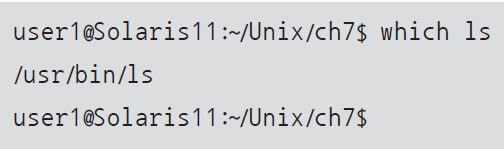 user1@Solaris11:~/Unix/ch7$ which ls
/usr/bin/ls
user1@Solaris11:~/Unix/ch7$